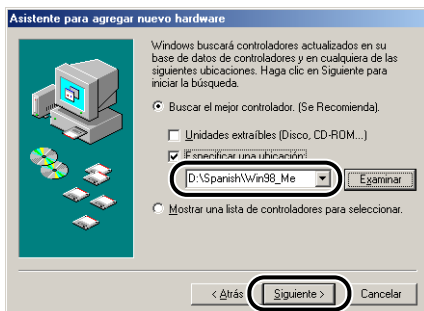 Asistente para agregar nuevo hardware
Windows buscará controladores actualizados en su
base de datos de controladores y en cualquiera de las
siguientes ubicaciones. Haga clic en Siguiente para
iniciar la búsqueda.
Buscar el mejor controlador. (Se Recomienda).
Unidades extraíbles (Disco, CD-ROM...)
Especificar una ubicación:
D:\Spanish\Win98_Me
Examinar
Mostrar una lista de controladores para seleccionar.
< Atrás
Siguiente >
Cancelar